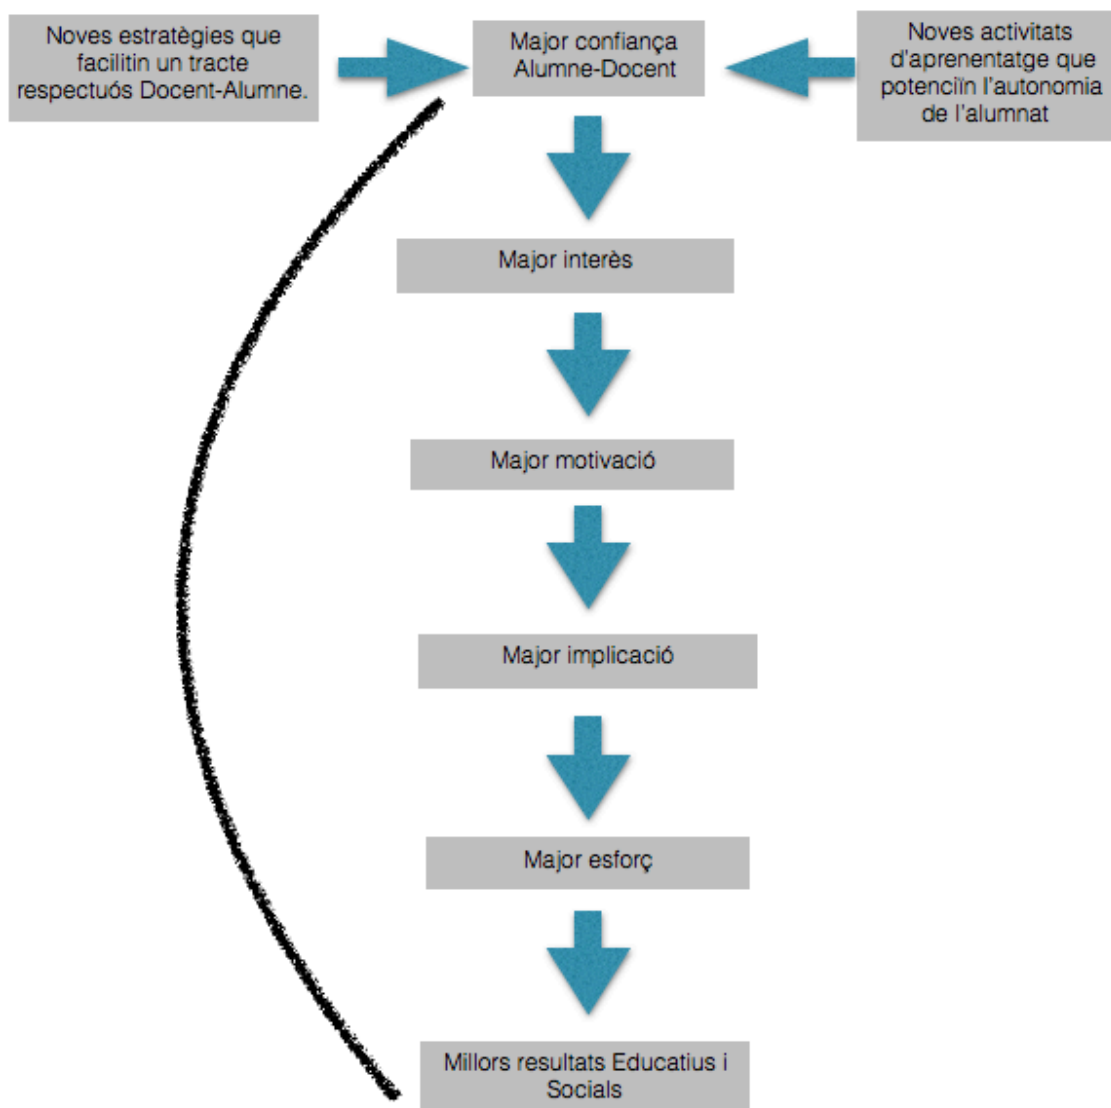 Noves estratègies que
facilitin un tracte
respectuós Docent-Alumne.
Major confiança
Alumne-Docent
Noves activitats
d'aprenentatge que
potenciïn l'autonomia
de l'alumnat
Major interès
Major motivació
Major implicació
Major esforç
Millors resultats Educatius i
Socials